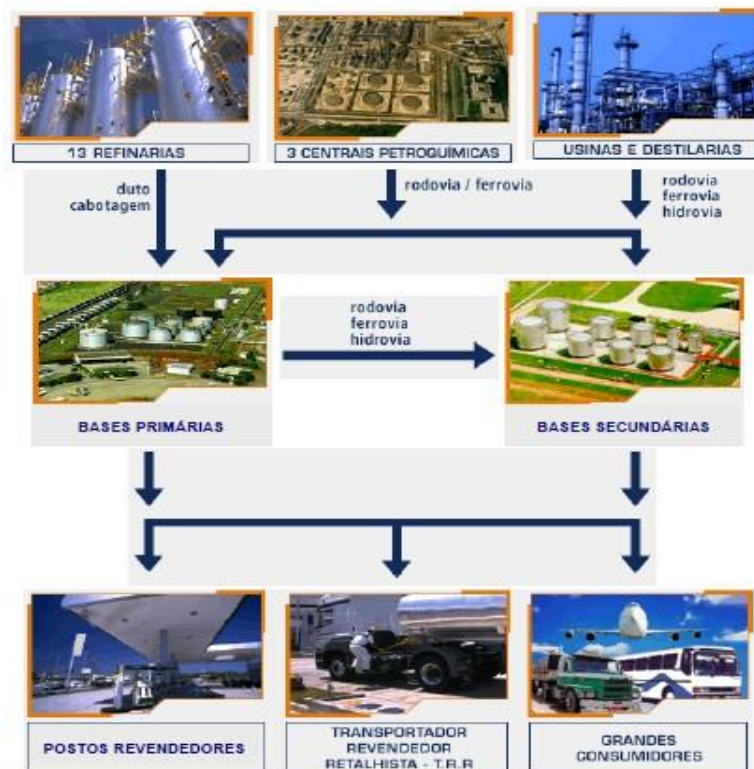 13 REFINARIAS
3 CENTRAIS PETROQUÍMICAS
USINAS E DESTILARIAS
duto
cabotagem
rodovia / ferrovia
rodovia
ferrovia
hidrovia
rodovia
ferrovia
hidrovia
BASES PRIMÁRIAS
BASES SECUNDÁRIAS
POSTOS REVENDEDORES
TRANSPORTADOR
REVENDEDOR
RETALHISTA - T.R.R
GRANDES
CONSUMIDORES